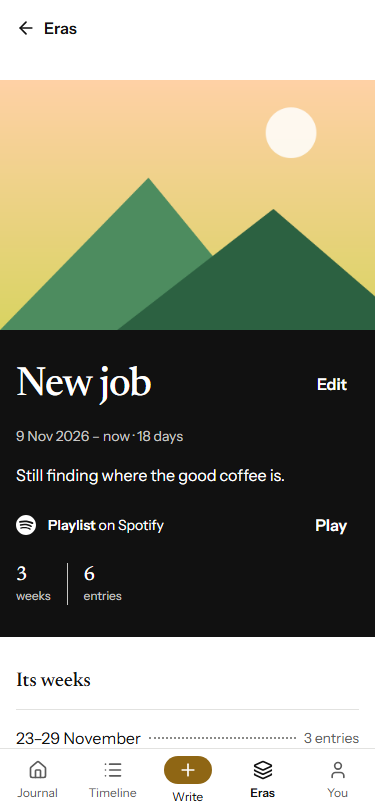 Eras
New job
Edit
9 Nov 2026 – now · 18 days
Still finding where the good coffee is.
Playlist on Spotify
Play
3
weeks
6
entries
Its weeks
23–29 November
3 entries
Journal
Timeline
Write
Eras
You